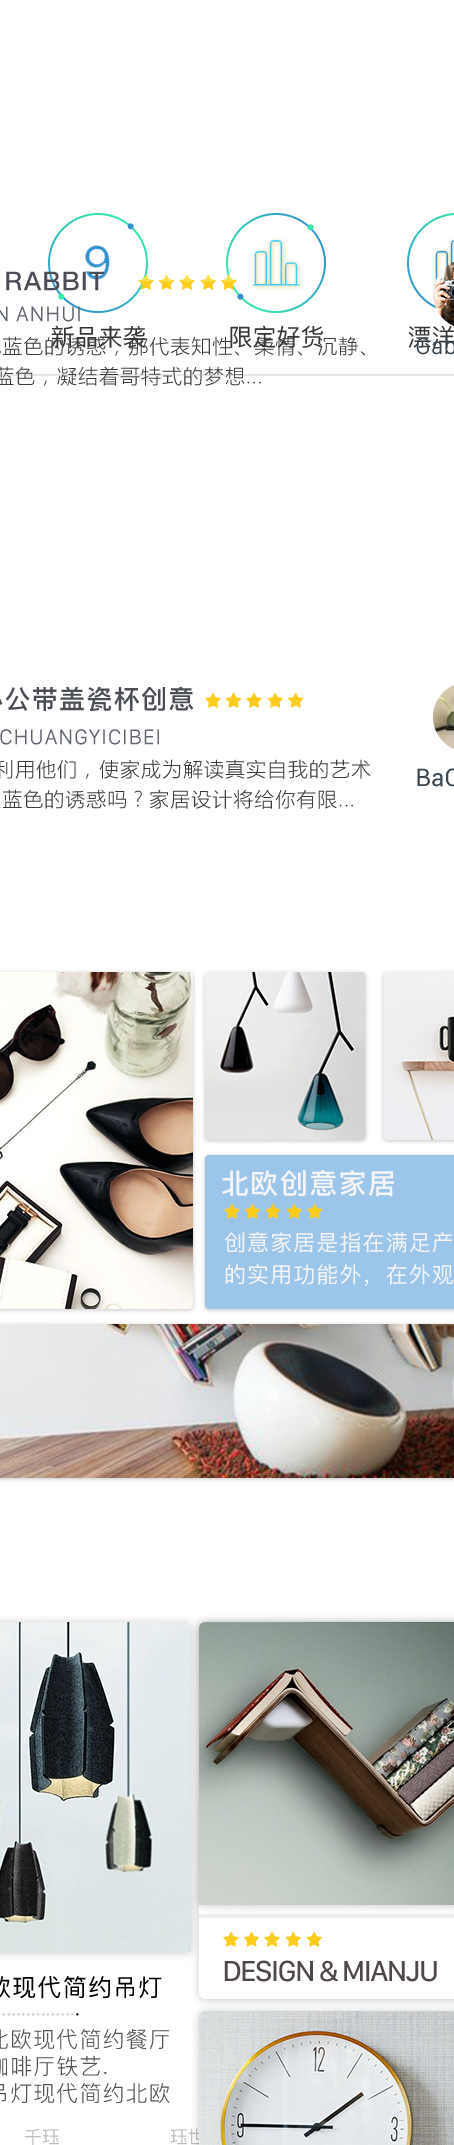 9
RABBIT
N ANHUI
新品来袭
限定好货
漂洋
蓝色的诱惑，那代表知性、柔情、沉静、
蓝色，凝结着哥特式的梦想...
公带盖瓷杯创意
CHUANGYICIBEI
利用他们，使家成为解读真实自我的艺术
蓝色的诱惑吗？家居设计将给你有限...
BaC
北欧创意家居
创意家居是指在满足产
的实用功能外，在外观
欧现代简约吊灯
北欧现代简约餐厅
咖啡厅铁艺.
吊灯现代简约北欧
千珏
珏世
DESIGN & MIANJU
12
3